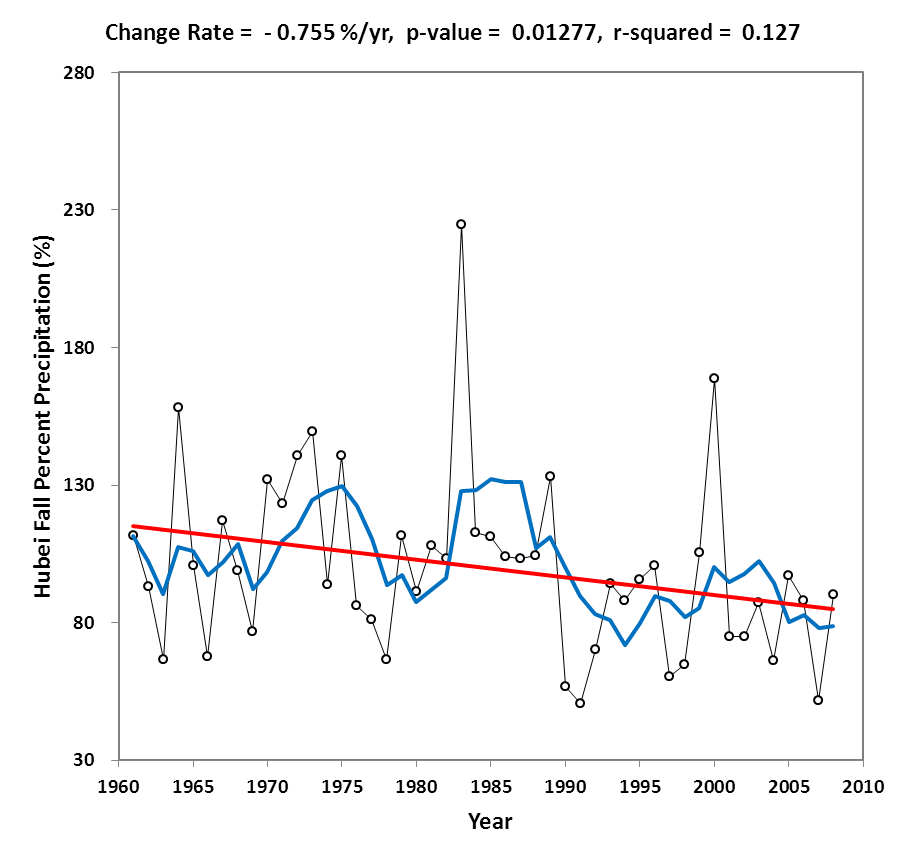 Change Rate = - 0.755 %/yr, p-value = 0.01277, r-squared = 0.127
280
230
180
130
80
30
Hubei Fall Percent Precipitation (%)
1960 1965 1970 1975 1980 1985 1990 1995 2000 2005 2010
Year